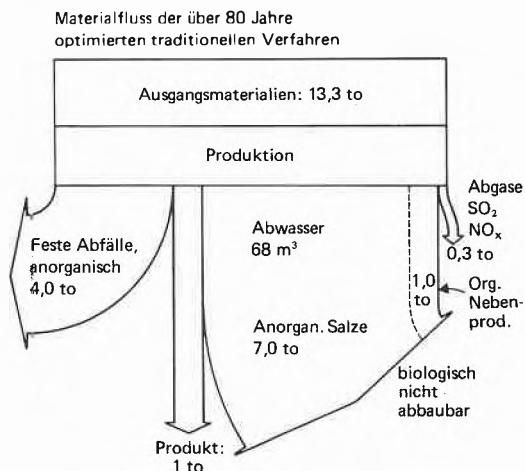 Materialfluss der über 80 Jahre
optimierten traditionellen Verfahren
Ausgangsmaterialien: 13,3 to
Produktion
Feste Abfälle,
anorganisch
4,0 to
Abwasser
68 m³
Anorgan. Salze
7,0 to
1,0
to
Abgase
SO₂
NOₓ
0,3 to
Org.
Neben-
prod.
biologisch
nicht
abbaubar
Produkt:
1 to